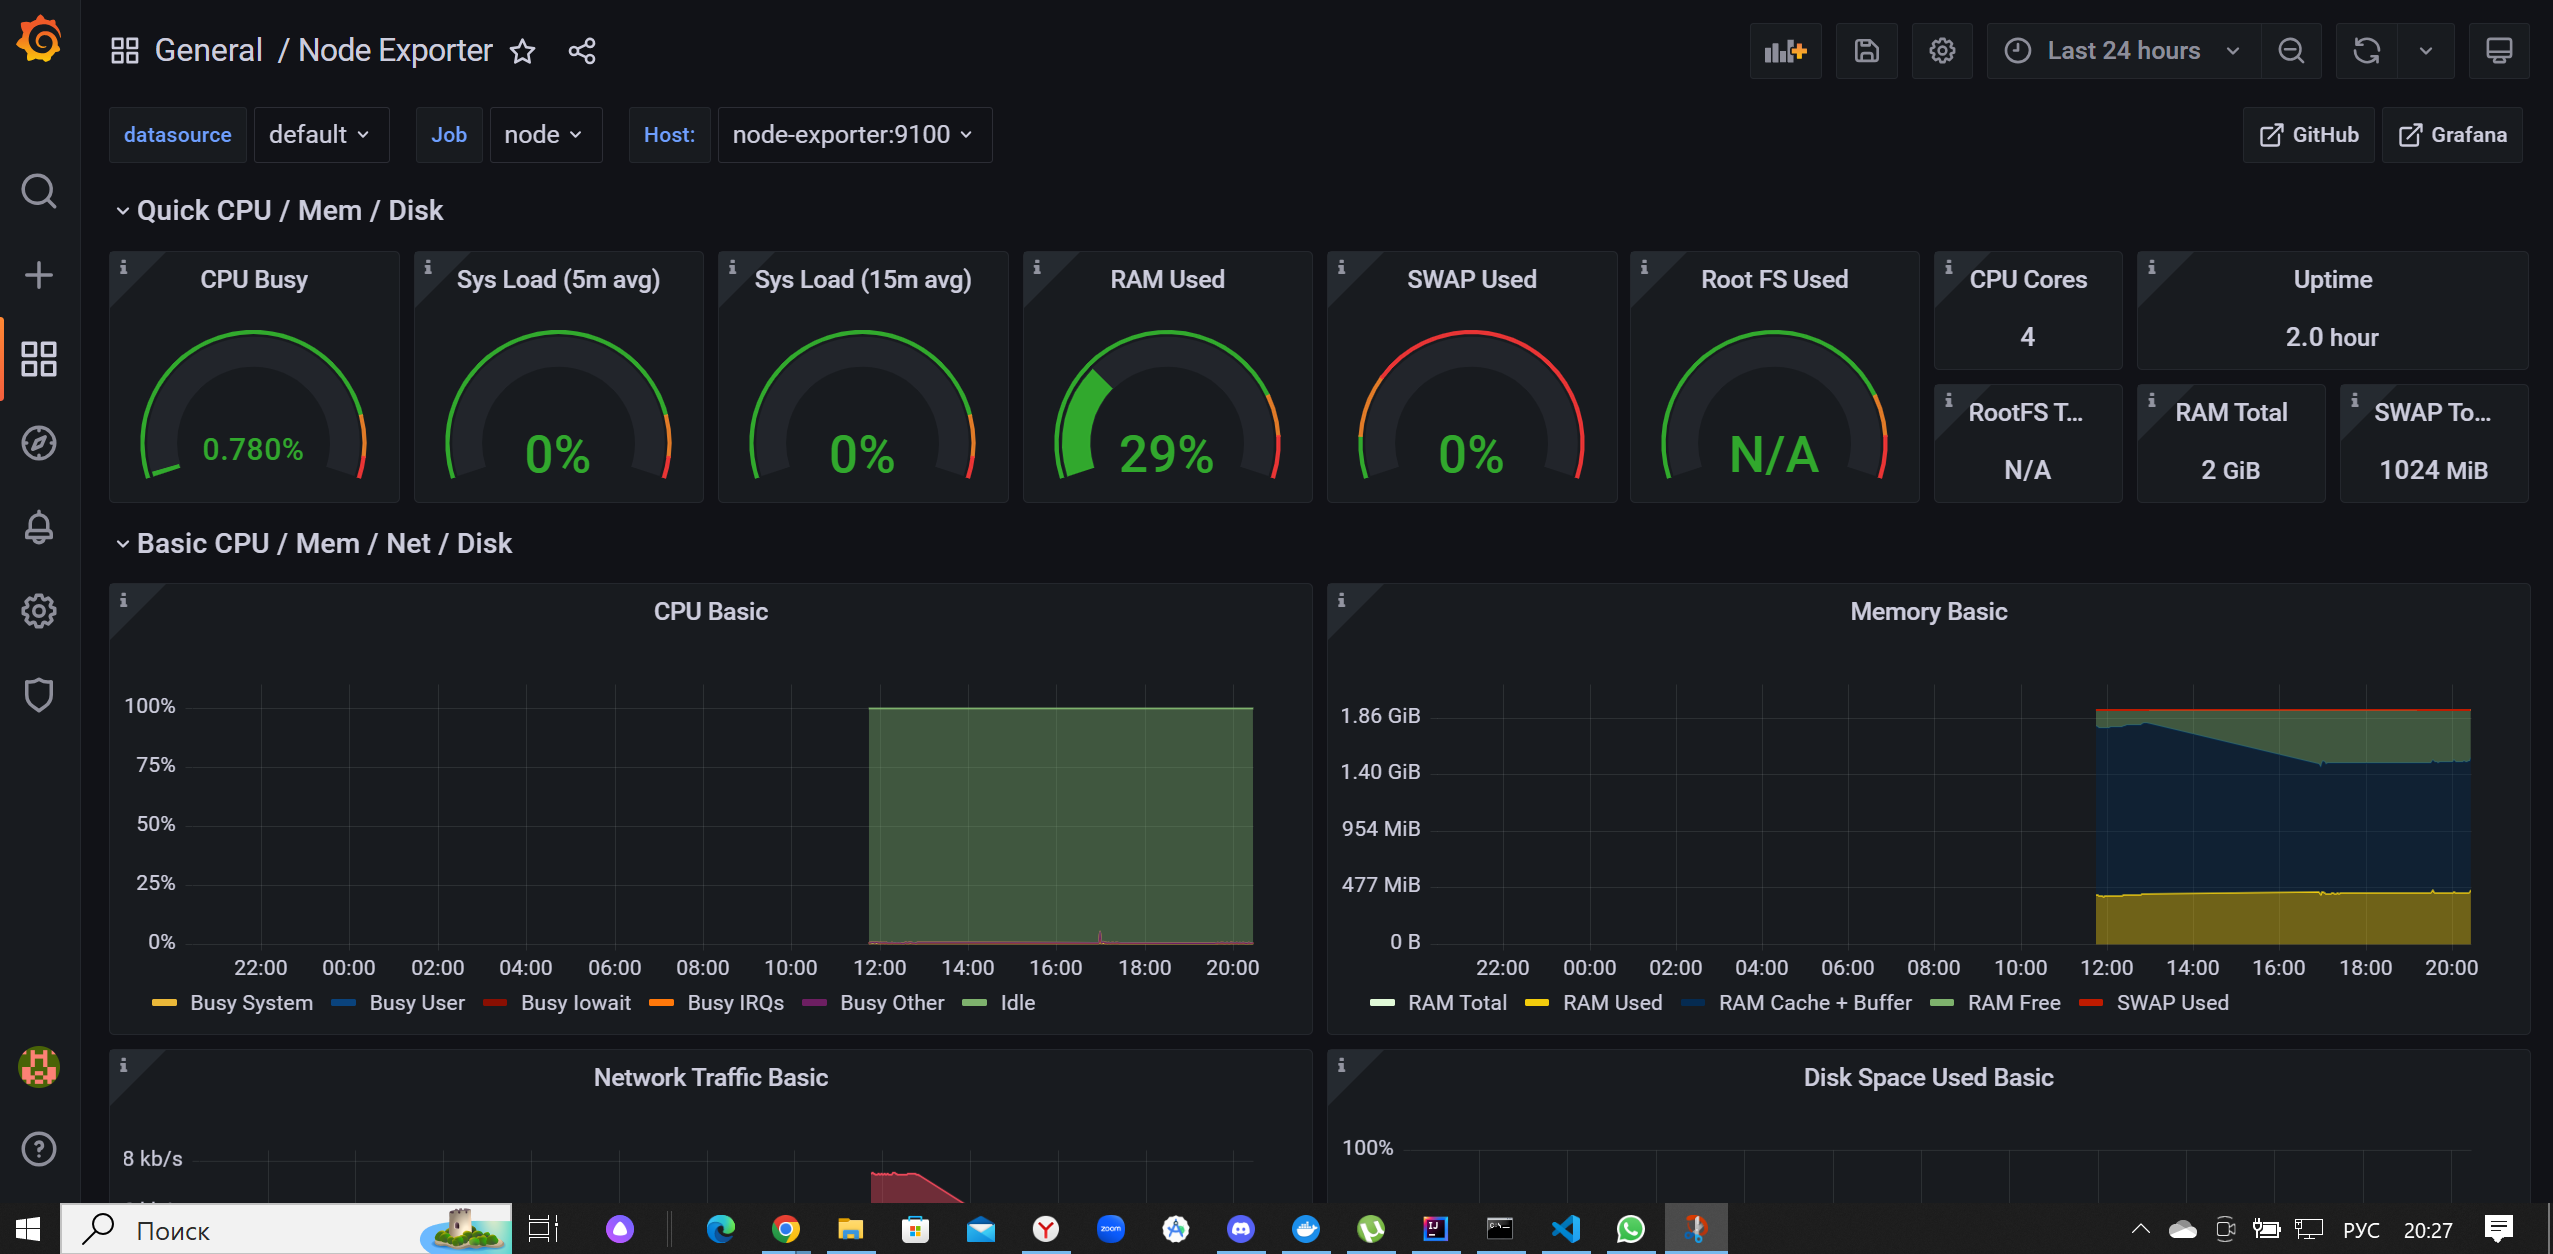 General / Node Exporter
Last 24 hours
datasource default Job node Host: node-exporter:9100 GitHub Grafana
Quick CPU / Mem / Disk
CPU Busy
0.780%
Sys Load (5m avg)
0%
Sys Load (15m avg)
0%
RAM Used
29%
SWAP Used
0%
Root FS Used
N/A
CPU Cores
4
Uptime
2.0 hour
RootFS T...
N/A
RAM Total
2 GiB
SWAP To...
1024 MiB
Basic CPU / Mem / Net / Disk
CPU Basic
100%
75%
50%
25%
0%
22:00 00:00 02:00 04:00 06:00 08:00 10:00 12:00 14:00 16:00 18:00 20:00
Busy System Busy User Busy Iowait Busy IRQs Busy Other Idle
Memory Basic
1.86 GiB
1.40 GiB
954 MiB
477 MiB
0 B
22:00 00:00 02:00 04:00 06:00 08:00 10:00 12:00 14:00 16:00 18:00 20:00
RAM Total RAM Used RAM Cache + Buffer RAM Free SWAP Used
Network Traffic Basic
8 kb/s
Disk Space Used Basic
100%
Поиск
zoom
РУС 20:27